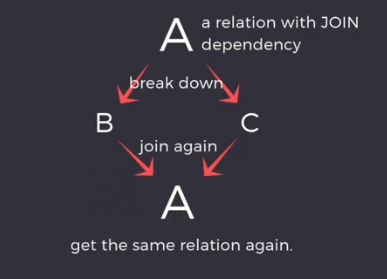 A
a relation with JOIN
dependency
break down
B
C
join again
A
get the same relation again.